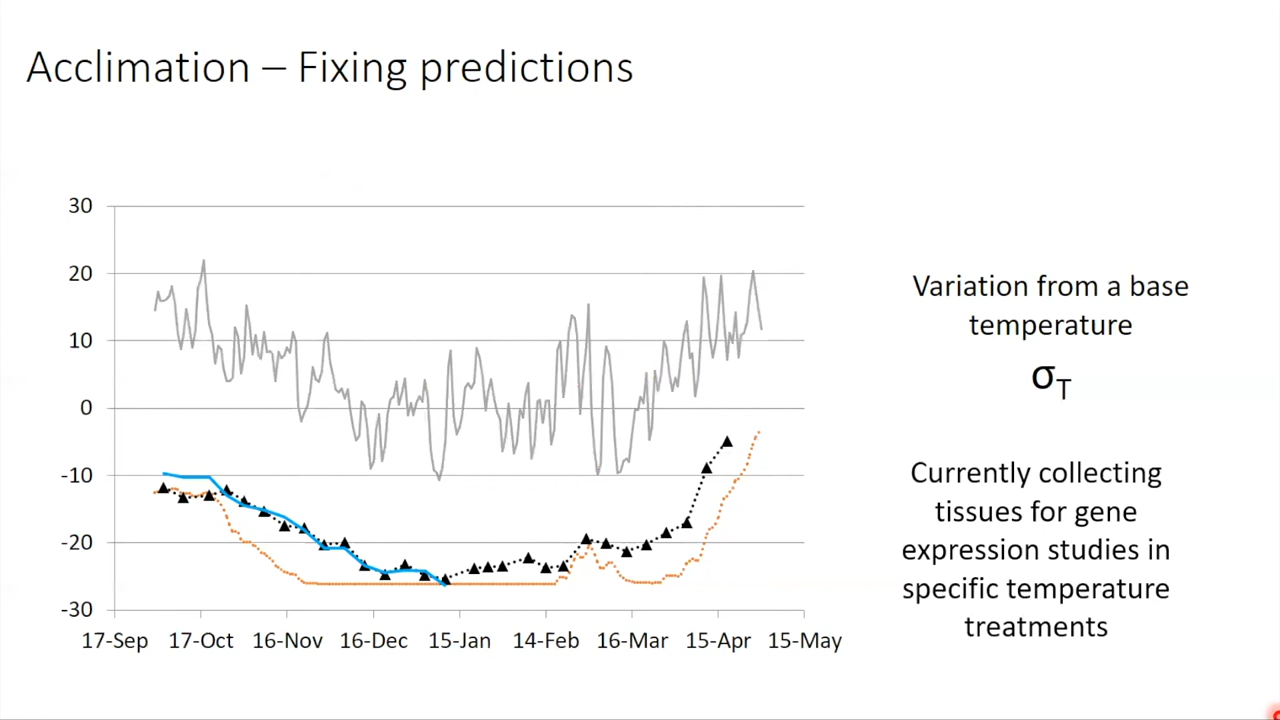 Acclimation – Fixing predictions
30
20
10
0
-10
-20
-30
17-Sep 17-Oct 16-Nov 16-Dec 15-Jan 14-Feb 16-Mar 15-Apr 15-May
Variation from a base
temperature
σT
Currently collecting
tissues for gene
expression studies in
specific temperature
treatments